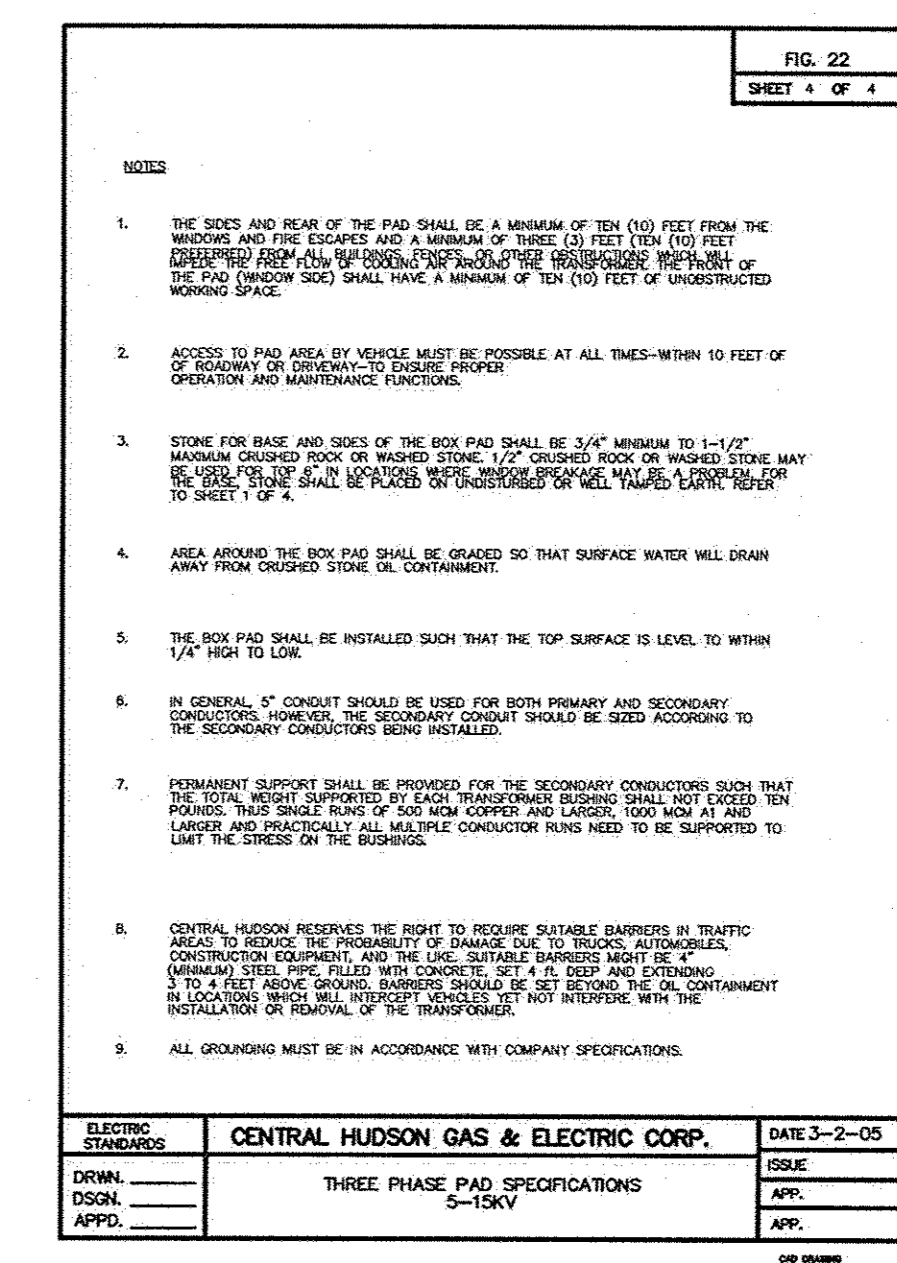 FIG. 22
SHEET 4 OF 4
NOTES
1. THE SIDES AND REAR OF THE PAD SHALL BE A MINIMUM OF TEN (10) FEET FROM THE
WINDOWS AND FIRE ESCAPES AND A MINIMUM OF THREE (3) FEET (TEN (10) FEET
PREFERRED) FROM ALL BUILDINGS, FENCES, OR OTHER OBSTRUCTIONS WHICH WILL
IMPEDE THE FREE FLOW OF COOLING AIR AROUND THE TRANSFORMER. THE FRONT OF
THE PAD (WINDOW SIDE) SHALL HAVE A MINIMUM OF TEN (10) FEET OF UNOBSTRUCTED
WORKING SPACE.
2. ACCESS TO PAD AREA BY VEHICLE MUST BE POSSIBLE AT ALL TIMES-WITHIN 10 FEET OF
OF ROADWAY OR DRIVEWAY-TO ENSURE PROPER
OPERATION AND MAINTENANCE FUNCTIONS.
3. STONE FOR BASE AND SIDES OF THE BOX PAD SHALL BE 3/4" MINIMUM TO 1-1/2"
MAXIMUM CRUSHED ROCK OR WASHED STONE. 1/2" CRUSHED ROCK OR WASHED STONE MAY
BE USED FOR TOP 6" IN LOCATIONS WHERE WINDOW BREAKAGE MAY BE A PROBLEM. FOR
THE BASE, STONE SHALL BE PLACED ON UNDISTURBED OR WELL TAMPED EARTH. REFER
TO SHEET 1 OF 4.
4. AREA AROUND THE BOX PAD SHALL BE GRADED SO THAT SURFACE WATER WILL DRAIN
AWAY FROM CRUSHED STONE OIL CONTAINMENT.
5. THE BOX PAD SHALL BE INSTALLED SUCH THAT THE TOP SURFACE IS LEVEL TO WITHIN
1/4" HIGH TO LOW.
6. IN GENERAL, 5" CONDUIT SHOULD BE USED FOR BOTH PRIMARY AND SECONDARY
CONDUCTORS. HOWEVER, THE SECONDARY CONDUIT SHOULD BE SIZED ACCORDING TO
THE SECONDARY CONDUCTORS BEING INSTALLED.
7. PERMANENT SUPPORT SHALL BE PROVIDED FOR THE SECONDARY CONDUCTORS SUCH THAT
THE TOTAL WEIGHT SUPPORTED BY EACH TRANSFORMER BUSHING SHALL NOT EXCEED TEN
POUNDS. THUS SINGLE RUNS OF 500 MCM COPPER AND LARGER, 1000 MCM A1 AND
LARGER AND PRACTICALLY ALL MULTIPLE CONDUCTOR RUNS NEED TO BE SUPPORTED TO
LIMIT THE STRESS ON THE BUSHINGS.
8. CENTRAL HUDSON RESERVES THE RIGHT TO REQUIRE SUITABLE BARRIERS IN TRAFFIC
AREAS TO REDUCE THE PROBABILITY OF DAMAGE DUE TO TRUCKS, AUTOMOBILES,
CONSTRUCTION EQUIPMENT, AND THE LIKE. SUITABLE BARRIERS MIGHT BE 4"
(MINIMUM) STEEL PIPE, FILLED WITH CONCRETE, SET 4 ft. DEEP AND EXTENDING
3 TO 4 FEET ABOVE GROUND. BARRIERS SHOULD BE SET BEYOND THE OIL CONTAINMENT
IN LOCATIONS WHICH WILL INTERCEPT VEHICLES YET NOT INTERFERE WITH THE
INSTALLATION OR REMOVAL OF THE TRANSFORMER.
9. ALL GROUNDING MUST BE IN ACCORDANCE WITH COMPANY SPECIFICATIONS.
ELECTRIC
STANDARDS
CENTRAL HUDSON GAS & ELECTRIC CORP.
DATE 3-2-05
DRWN.
DSGN.
APPD.
THREE PHASE PAD SPECIFICATIONS
5-15KV
ISSUE
APP.
APP.
CAD DRAWING